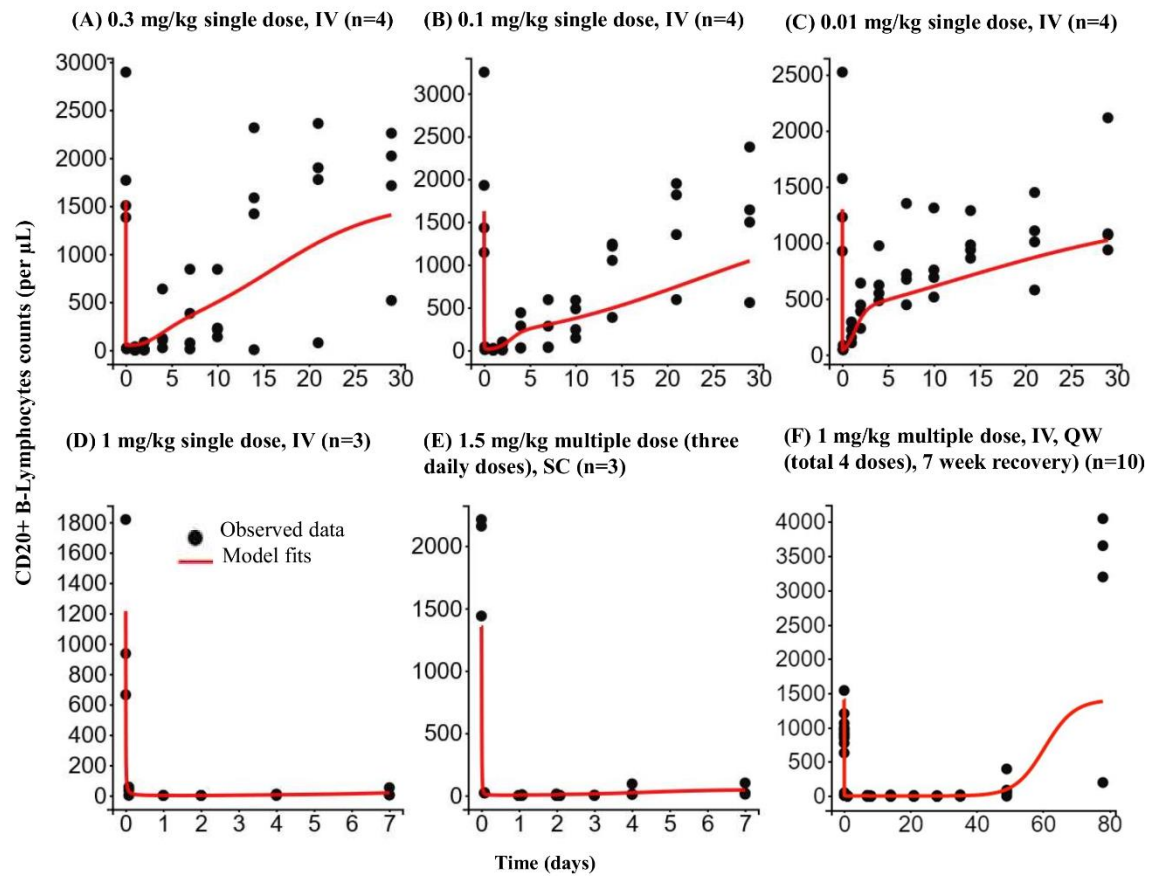 (A) 0.3 mg/kg single dose, IV (n=4)
(B) 0.1 mg/kg single dose, IV (n=4)
(C) 0.01 mg/kg single dose, IV (n=4)
3000
2500
2000
1500
1000
500
0
0 5 10 15 20 25 30
3000
2500
2000
1500
1000
500
0
0 5 10 15 20 25 30
2500
2000
1500
1000
500
0
0 5 10 15 20 25 30
CD20+ B-Lymphocytes counts (per µL)
(D) 1 mg/kg single dose, IV (n=3)
(E) 1.5 mg/kg multiple dose (three
daily doses), SC (n=3)
(F) 1 mg/kg multiple dose, IV, QW
(total 4 doses), 7 week recovery) (n=10)
1800
1600
1400
1200
1000
800
600
400
200
0
0 1 2 3 4 5 6 7
Observed data
Model fits
2000
1500
1000
500
0
0 1 2 3 4 5 6 7
4000
3500
3000
2500
2000
1500
1000
500
0
0 20 40 60 80
Time (days)